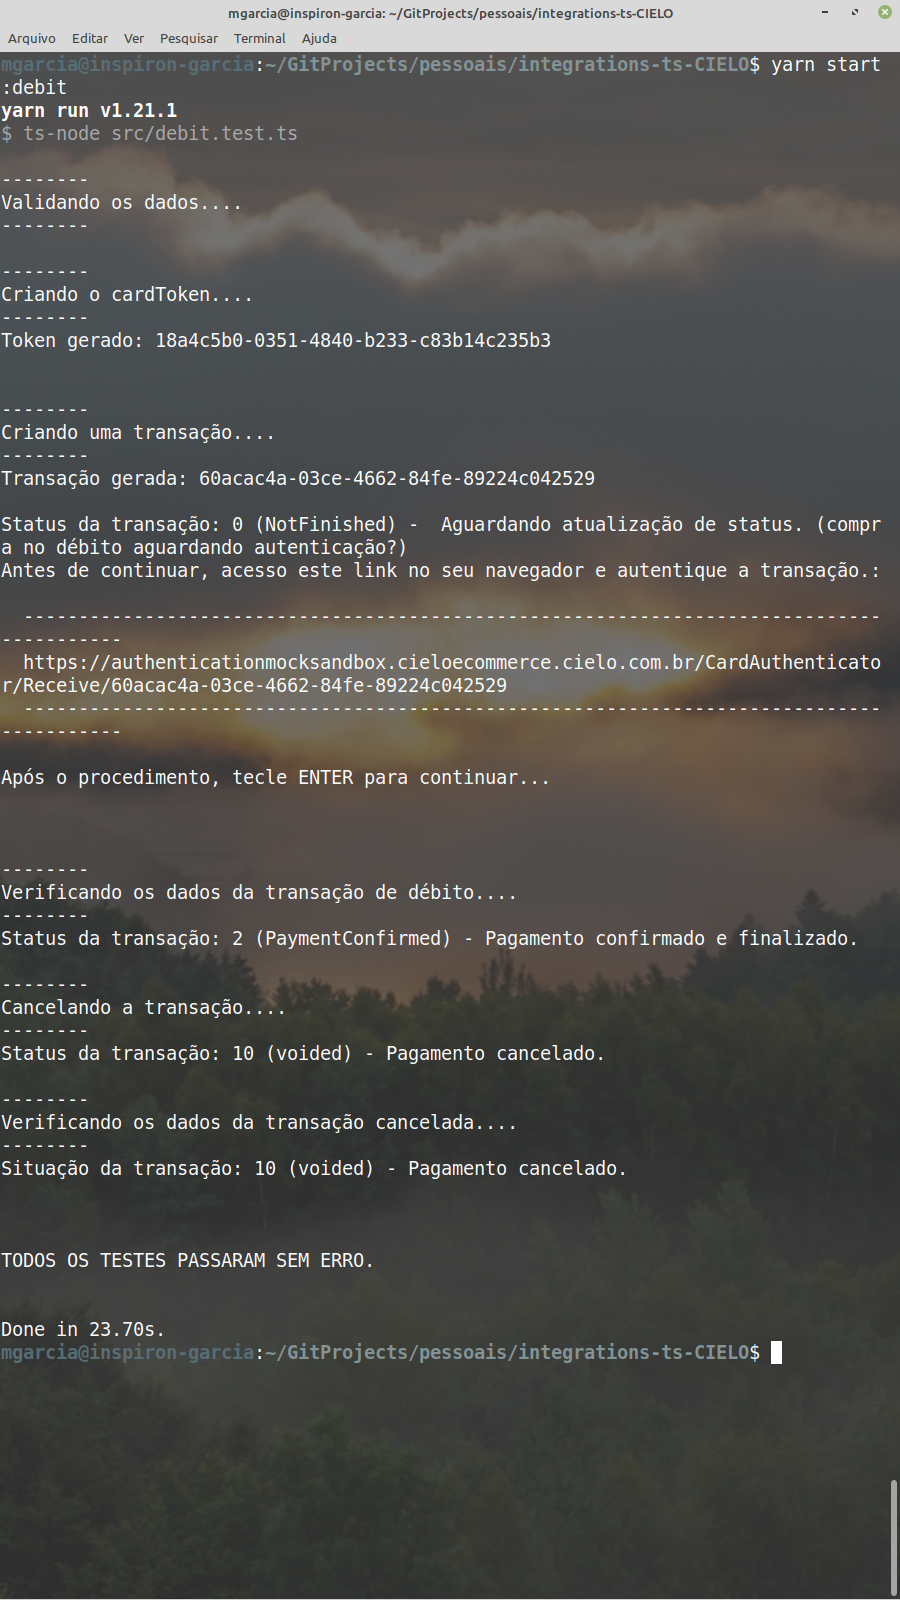 mgarcia@inspiron-garcia: ~/GitProjects/pessoais/integrations-ts-CIELO
Arquivo Editar Ver Pesquisar Terminal Ajuda
mgarcia@inspiron-garcia:~/GitProjects/pessoais/integrations-ts-CIELO$ yarn start
:debit
yarn run v1.21.1
$ ts-node src/debit.test.ts
--------
Validando os dados....
--------
--------
Criando o cardToken....
--------
Token gerado: 18a4c5b0-0351-4840-b233-c83b14c235b3
--------
Criando uma transação....
--------
Transação gerada: 60acac4a-03ce-4662-84fe-89224c042529
Status da transação: 0 (NotFinished) -  Aguardando atualização de status. (compr
a no débito aguardando autenticação?)
Antes de continuar, acesso este link no seu navegador e autentique a transação.:
  ------------------------------------------------------------------------------
-----------
  https://authenticationmocksandbox.cieloecommerce.cielo.com.br/CardAuthenticato
r/Receive/60acac4a-03ce-4662-84fe-89224c042529
  ------------------------------------------------------------------------------
-----------
Após o procedimento, tecle ENTER para continuar...
--------
Verificando os dados da transação de débito....
--------
Status da transação: 2 (PaymentConfirmed) - Pagamento confirmado e finalizado.
--------
Cancelando a transação....
--------
Status da transação: 10 (voided) - Pagamento cancelado.
--------
Verificando os dados da transação cancelada....
--------
Situação da transação: 10 (voided) - Pagamento cancelado.
TODOS OS TESTES PASSARAM SEM ERRO.
Done in 23.70s.
mgarcia@inspiron-garcia:~/GitProjects/pessoais/integrations-ts-CIELO$